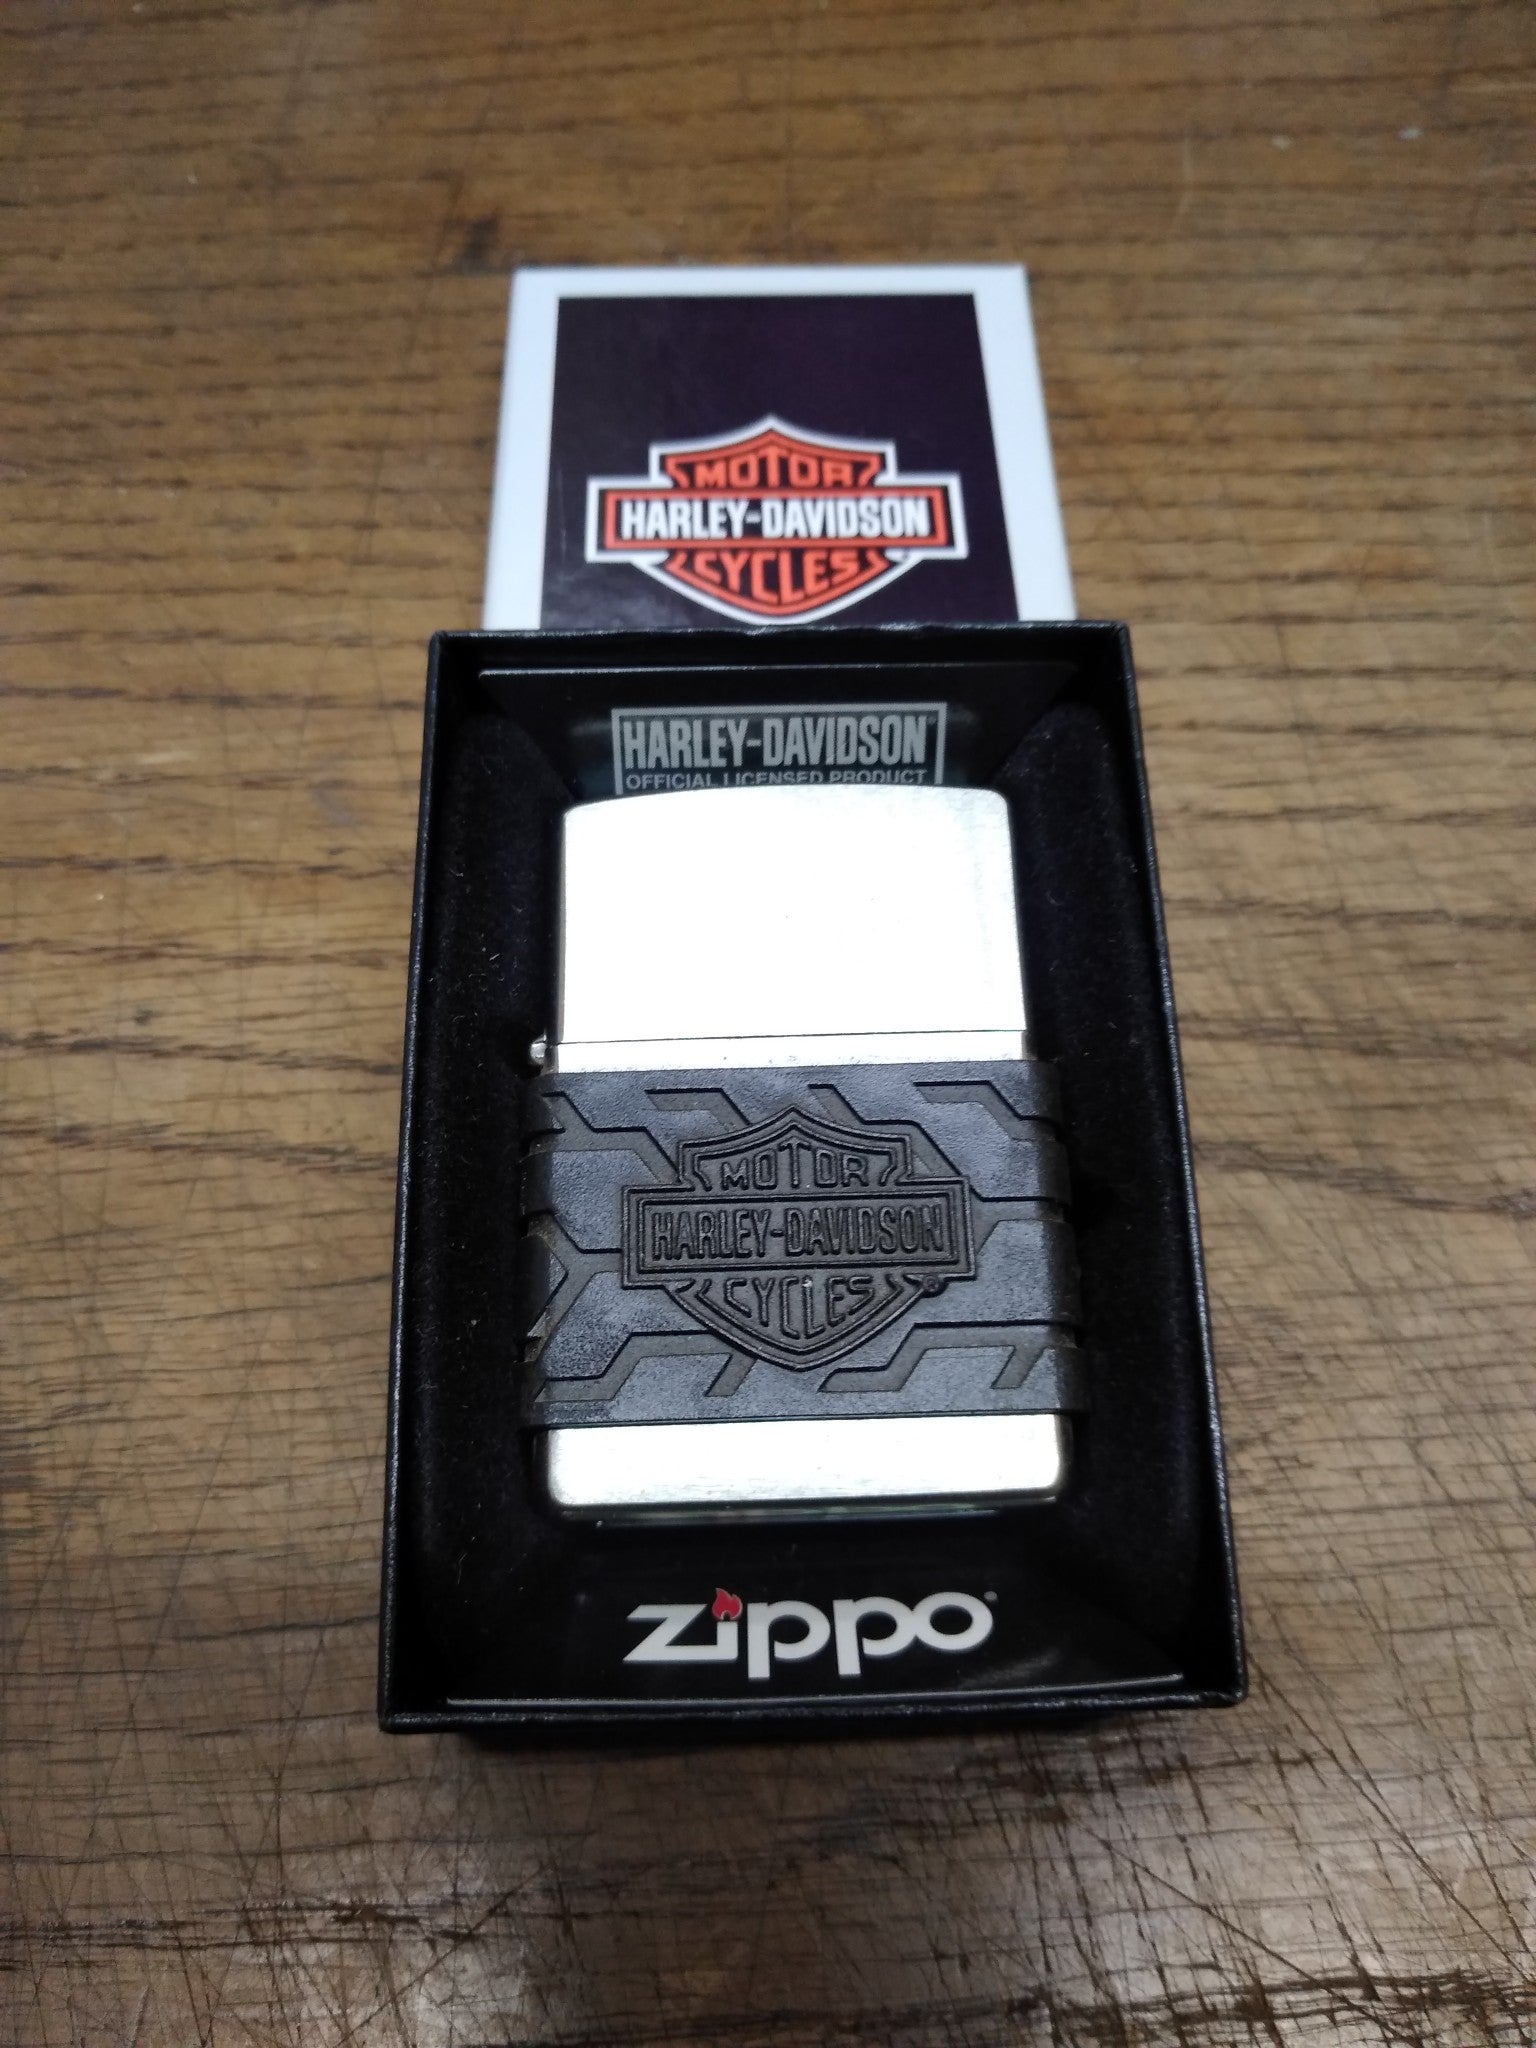 MOTOR
HARLEY-DAVIDSON
CYCLES
HARLEY-DAVIDSON
OFFICIAL LICENSED PRODUCT
MOTOR
HARLEY-DAVIDSON
CYCLES ®
zippo